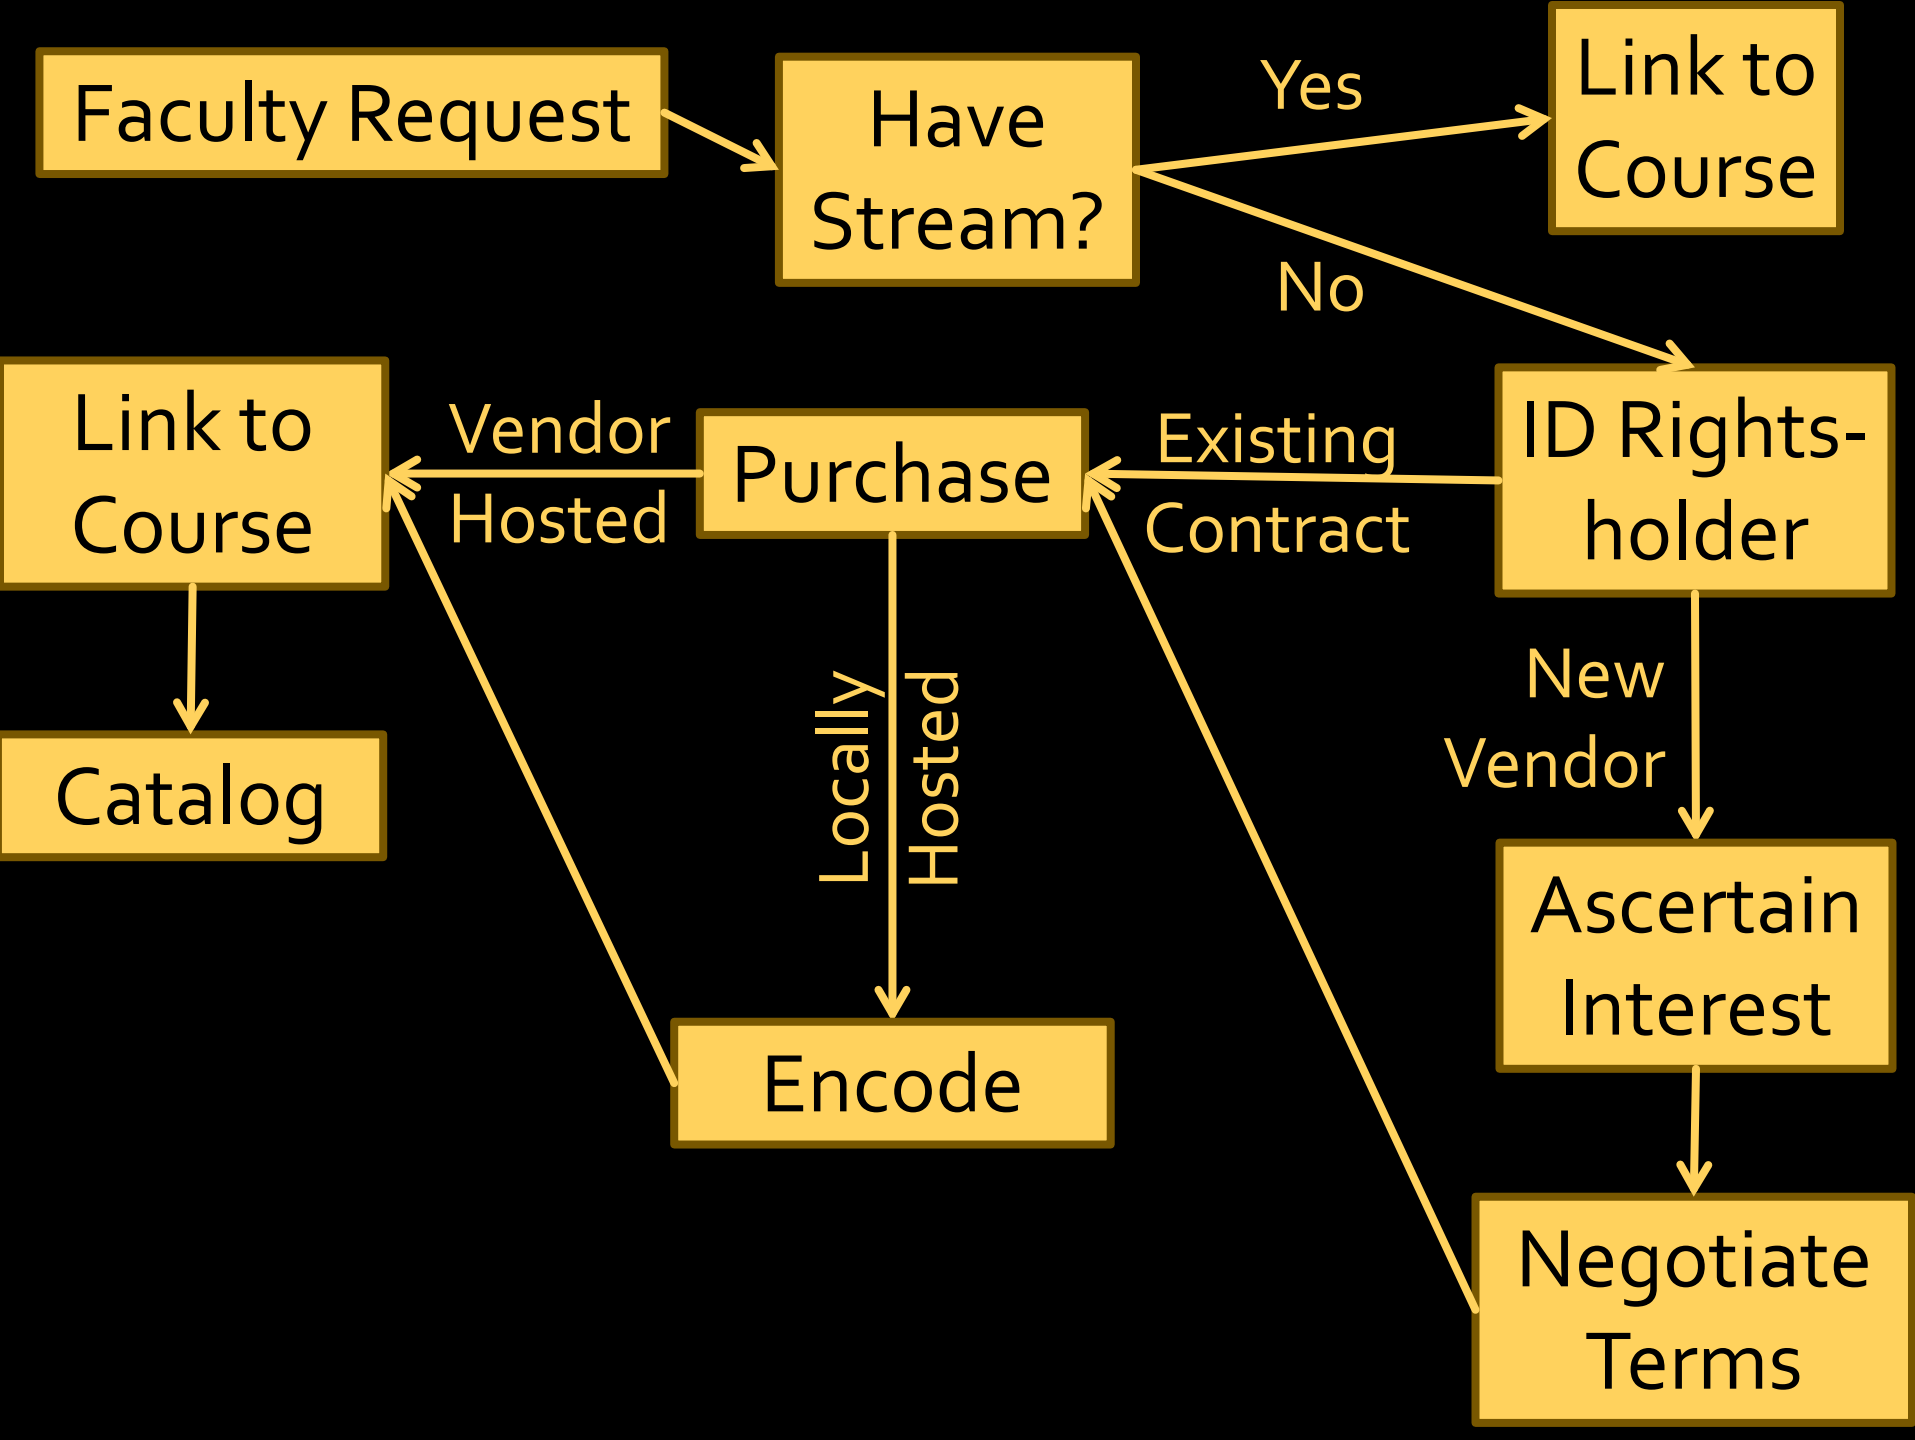 Faculty Request
Have
Stream?
Yes
Link to
Course
No
Link to
Course
Vendor
Hosted
Purchase
Existing
Contract
ID Rights-
holder
New
Vendor
Catalog
Locally
Hosted
Ascertain
Interest
Encode
Negotiate
Terms